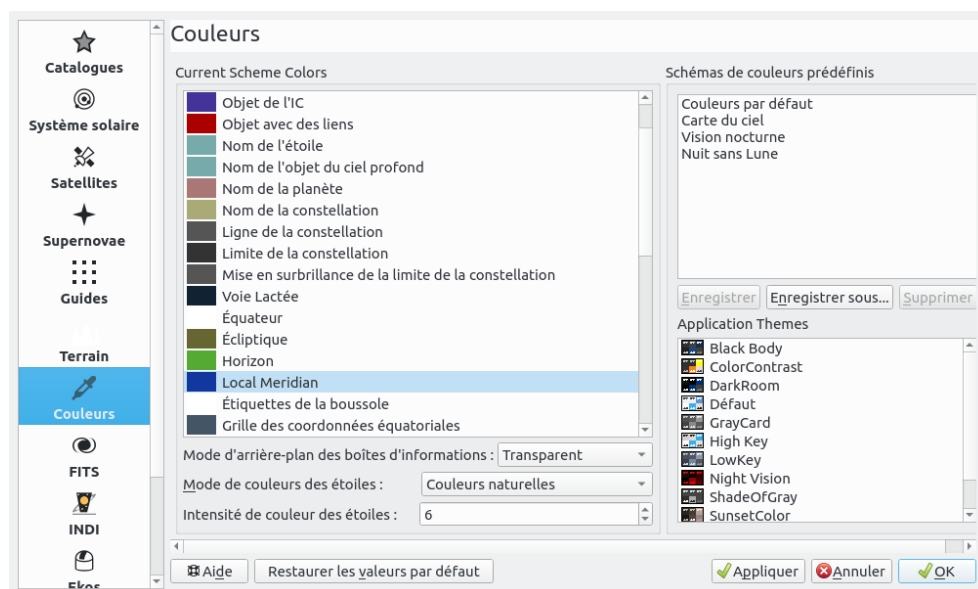 Catalogues
Système solaire
Satellites
Supernovae
Guides
Terrain
Couleurs
FITS
INDI
Ekos
Couleurs
Current Scheme Colors
Objet de l'IC
Objet avec des liens
Nom de l'étoile
Nom de l'objet du ciel profond
Nom de la planète
Nom de la constellation
Ligne de la constellation
Limite de la constellation
Mise en surbrillance de la limite de la constellation
Voie Lactée
Équateur
Écliptique
Horizon
Local Meridian
Étiquettes de la boussole
Grille des coordonnées équatoriales
Mode d'arrière-plan des boîtes d'informations : Transparent
Mode de couleurs des étoiles : Couleurs naturelles
Intensité de couleur des étoiles : 6
Schémas de couleurs prédéfinis
Couleurs par défaut
Carte du ciel
Vision nocturne
Nuit sans Lune
Enregistrer Enregistrer sous... Supprimer
Application Themes
Black Body
ColorContrast
DarkRoom
Défaut
GrayCard
High Key
LowKey
Night Vision
ShadeOfGray
SunsetColor
Aide Restaurer les valeurs par défaut Appliquer Annuler OK